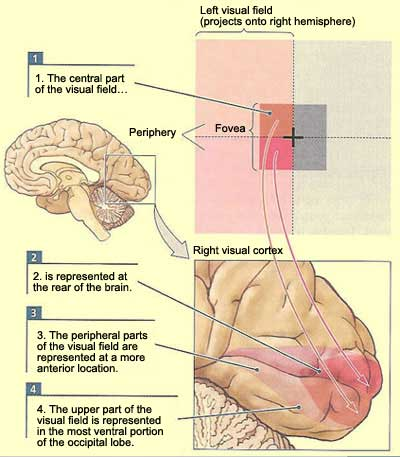 Left visual field
(projects onto right hemisphere)
1
1. The central part
of the visual field...
Periphery
Fovea
Right visual cortex
2
2. is represented at
the rear of the brain.
3
3. The peripheral parts
of the visual field are
represented at a more
anterior location.
4
4. The upper part of the
visual field is represented
in the most ventral portion
of the occipital lobe.